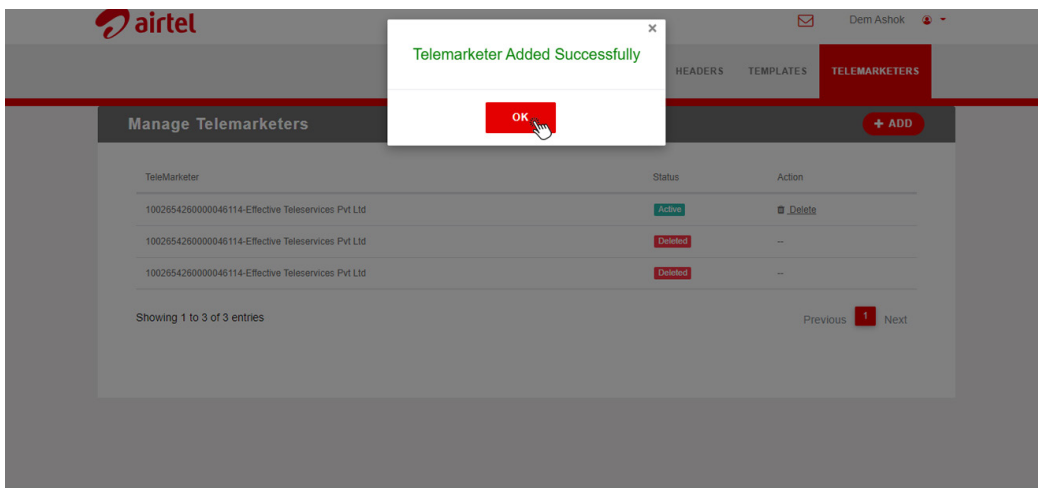 airtel
Dem Ashok
×
Telemarketer Added Successfully
HEADERS TEMPLATES TELEMARKETERS
OK
Manage Telemarketers
+ ADD
TeleMarketer Status Action
1002654260000046114-Effective Teleservices Pvt Ltd Active Delete
1002654260000046114-Effective Teleservices Pvt Ltd Deleted --
1002654260000046114-Effective Teleservices Pvt Ltd Deleted --
Showing 1 to 3 of 3 entries
Previous 1 Next